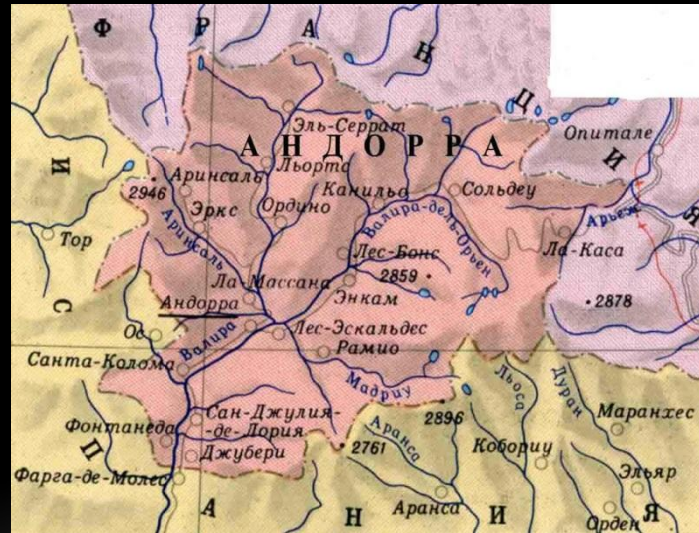 ФРАНЦИЯ
Опитале
Эль-Серрат
АНДОРРА
Льорта
2946
Аринсаль
Канильо
Сольдеу
Эркс
Ордино
Валира-дель-Орьен
Арьеж
И
Тор
Аринсаль
Лес-Бонс
Ла-Каса
2859
Ла-Массана
Энкам
2878
С
Андорра
Ос
Валира
Лес-Эскальдес
Рамио
Санта-Колома
Мадриу
Льоса
Дуран
П
2896
Сан-Джулия-
-де-Лория
Фонтанеда
Аранса
Маранхес
2761
Кобориу
Джубери
Фарга-де-Молес
Эльяр
Аранса
А Н И Я
Орден